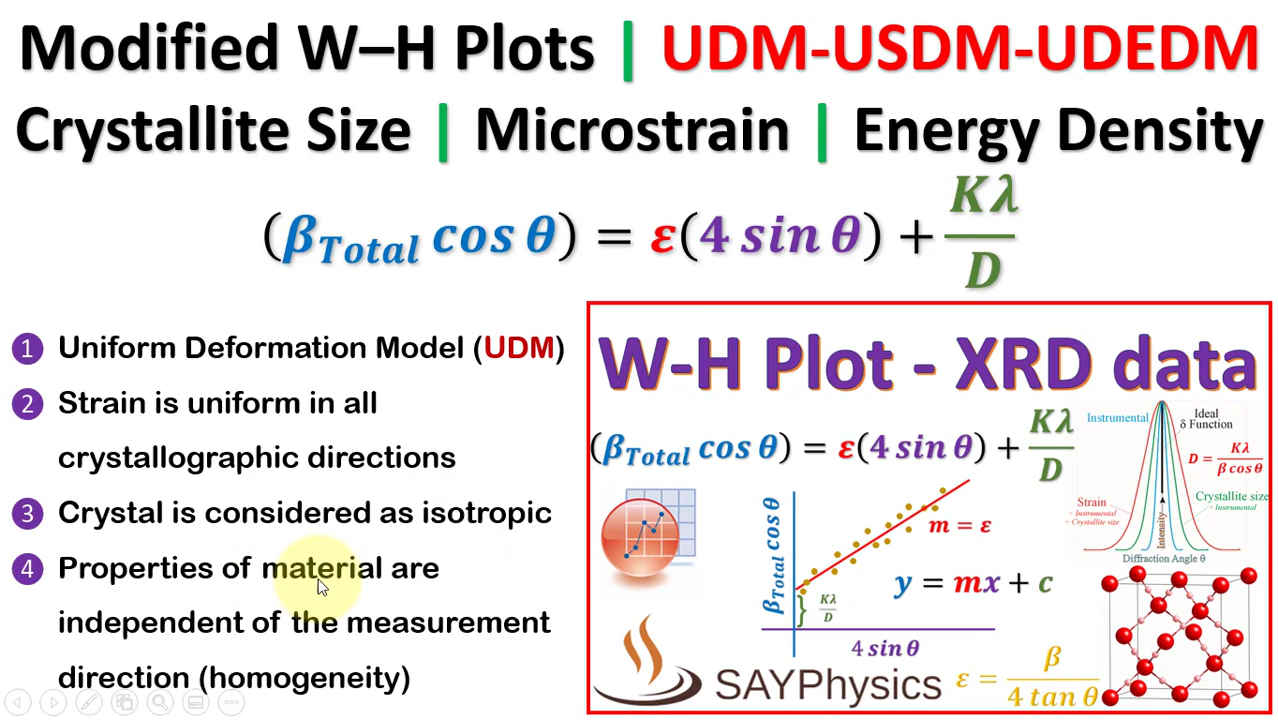 Modified W–H Plots | UDM-USDM-UDEDM
Crystallite Size | Microstrain | Energy Density
(β_Total cos θ) = ε(4 sin θ) + Kλ/D
1 Uniform Deformation Model (UDM)
2 Strain is uniform in all
crystallographic directions
3 Crystal is considered as isotropic
4 Properties of material are
independent of the measurement
direction (homogeneity)
W-H Plot - XRD data
(β_Total cos θ) = ε(4 sin θ) + Kλ/D
Instrumental
Ideal
δ Function
D = Kλ/β cos θ
Strain
+ Instrumental
+ Crystallite size
Crystallite size
+ Instrumental
Intensity
Diffraction Angle θ
β_Total cos θ
m = ε
y = mx + c
Kλ/D
4 sin θ
SAYPhysics
ε = β/4 tan θ